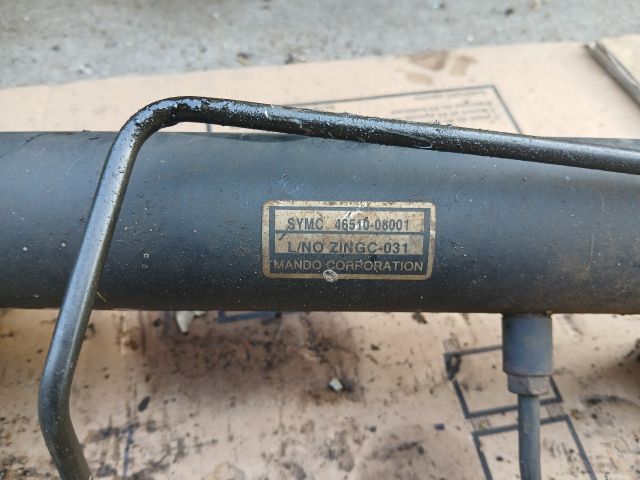 SYMC 46510-08001
L/NO ZINGC-031
MANDO CORPORATION